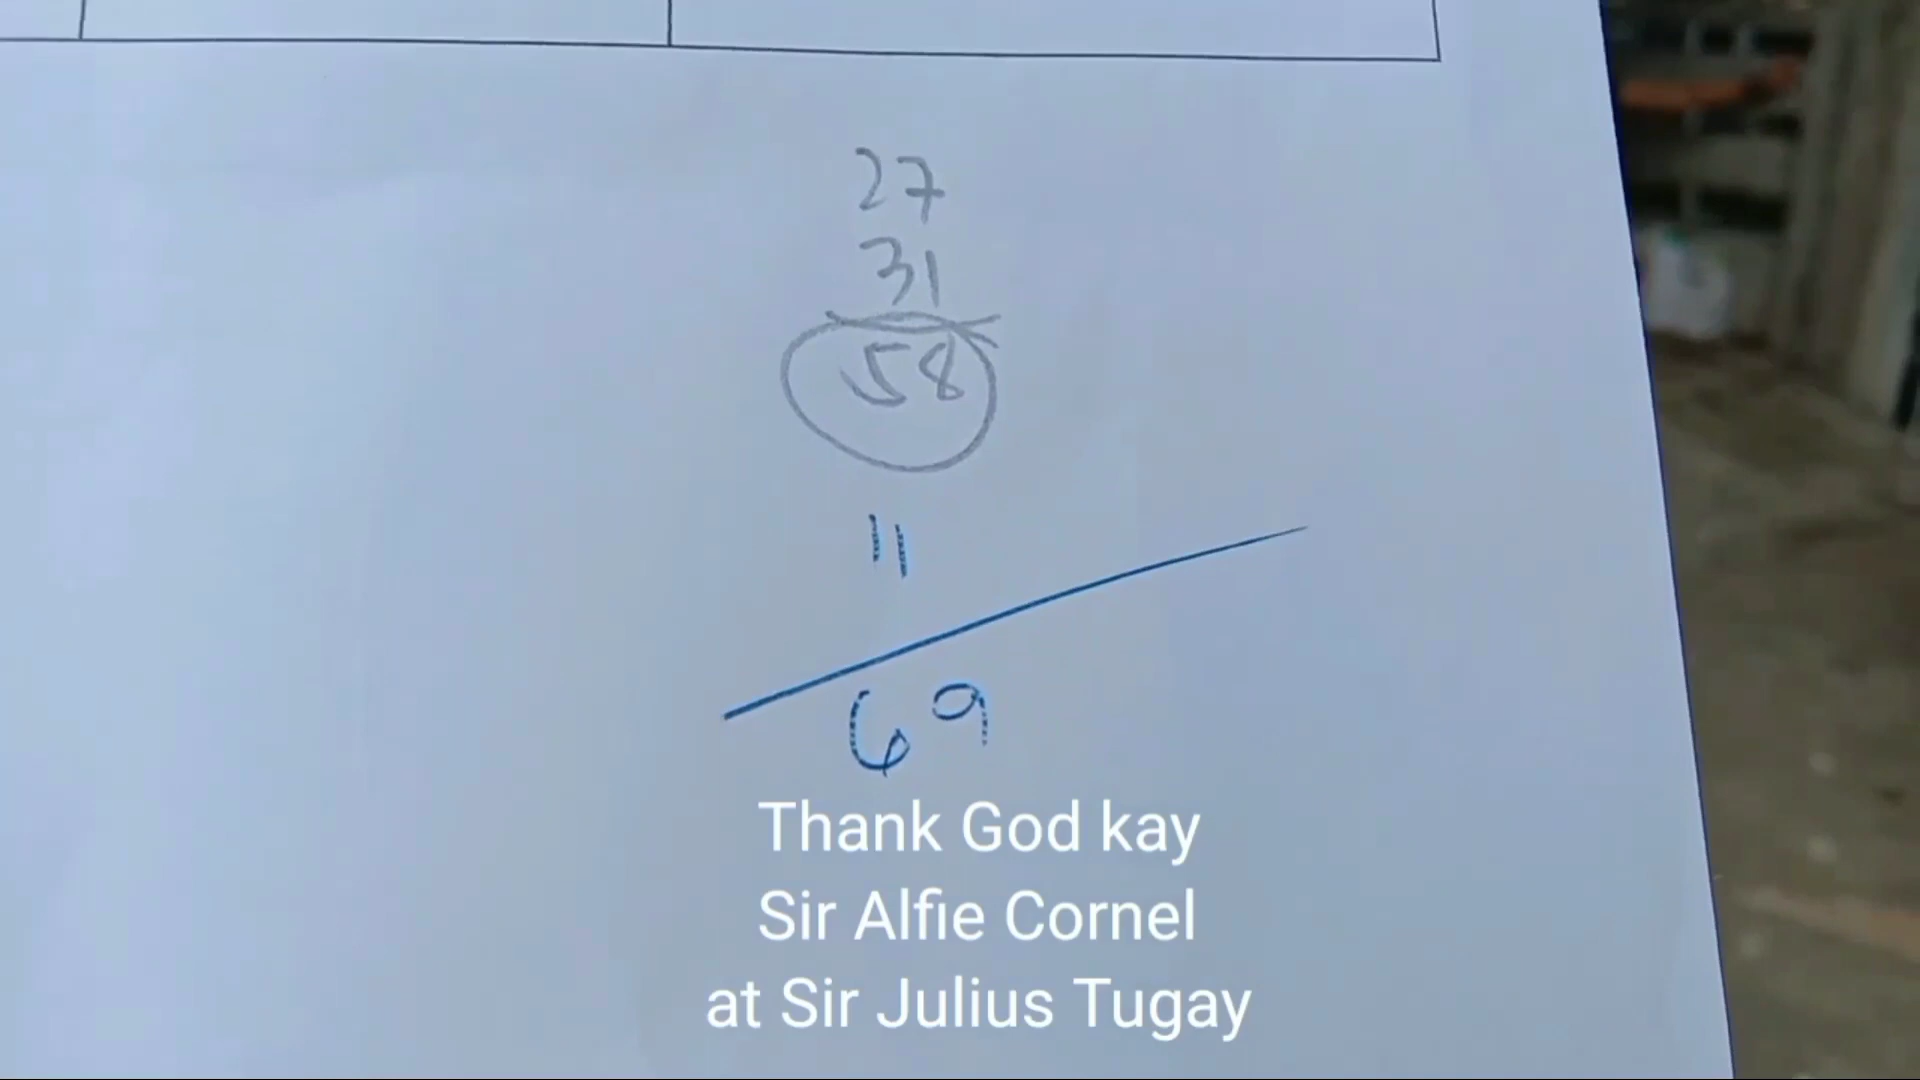 27
31
58
11
69
Thank God kay
Sir Alfie Cornel
at Sir Julius Tugay